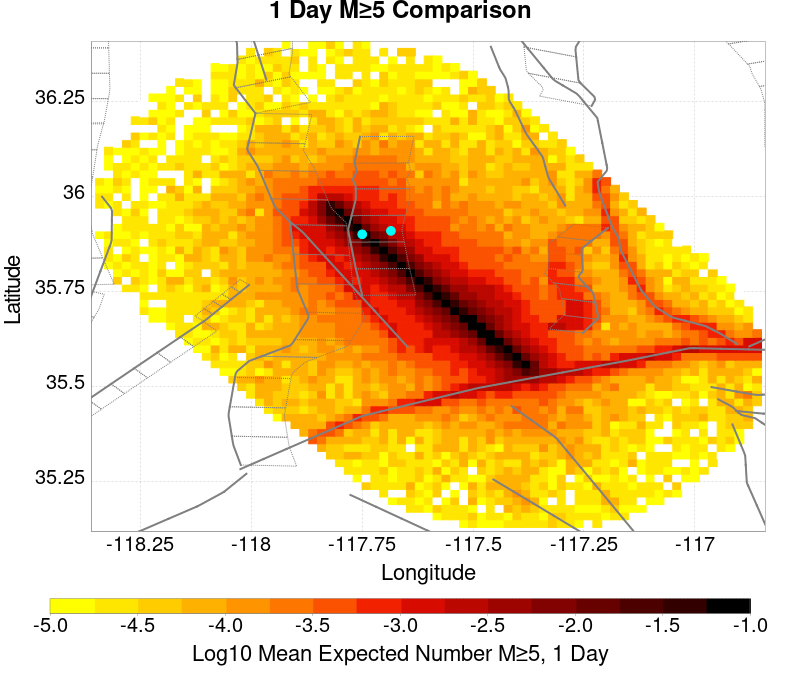 1 Day M≥5 Comparison
Latitude
36.25
36
35.75
35.5
35.25
-118.25 -118 -117.75 -117.5 -117.25 -117
Longitude
-5.0 -4.5 -4.0 -3.5 -3.0 -2.5 -2.0 -1.5 -1.0
Log10 Mean Expected Number M≥5, 1 Day